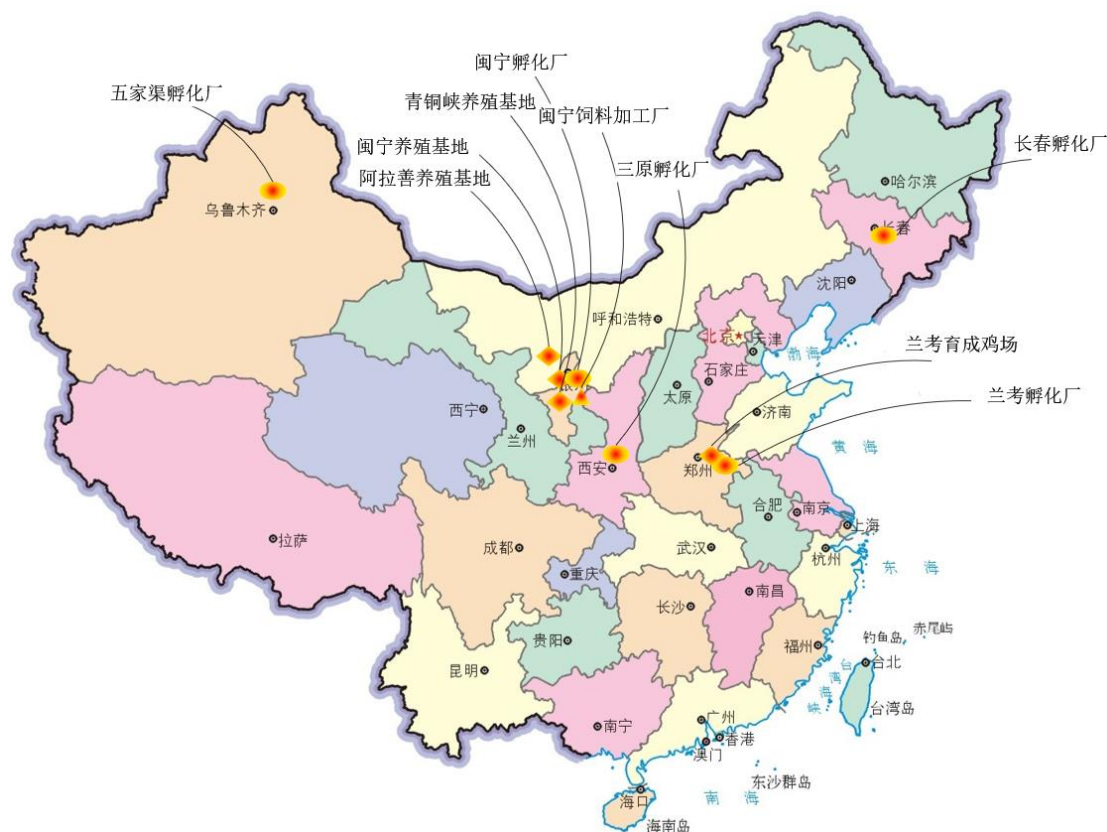 闽宁孵化厂
五家渠孵化厂
青铜峡养殖基地
闽宁饲料加工厂
闽宁养殖基地
阿拉善养殖基地
三原孵化厂
长春孵化厂
哈尔滨
乌鲁木齐
长春
沈阳
呼和浩特
北京
天津
渤海
兰考育成鸡场
石家庄
太原
兰考孵化厂
西宁
济南
兰州
黄海
西安
郑州
合肥
南京
上海
拉萨
成都
武汉
杭州
东海
重庆
南昌
长沙
钓鱼岛
赤尾屿
贵阳
福州
台湾海峡
台北
昆明
台湾岛
广州
南宁
香港
澳门
东沙群岛
海口
南海
海南岛